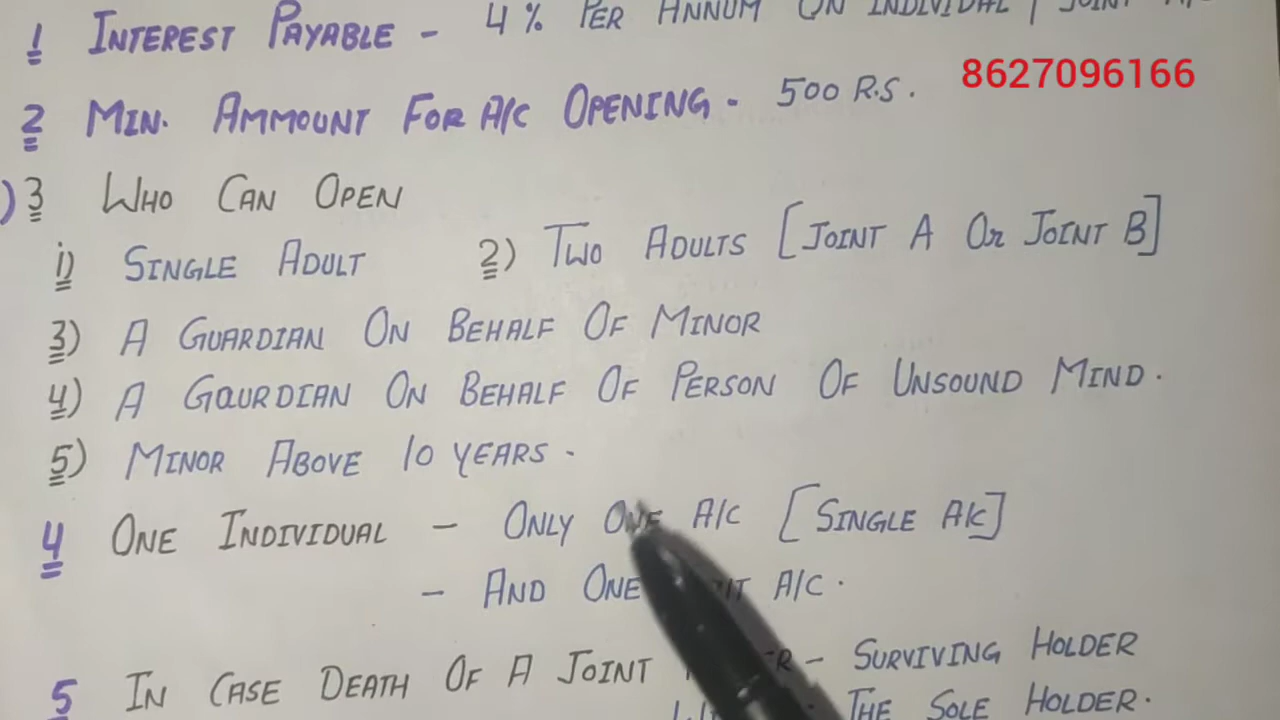 1 INTEREST PAYABLE - 4% PER ANNUM ON INDIVIDUAL / JOINT A/C
8627096166
2 MIN. AMMOUNT FOR A/C OPENING - 500 R.S.
)3 WHO CAN OPEN
1) SINGLE ADULT 2) TWO ADULTS [JOINT A OR JOINT B]
3) A GUARDIAN ON BEHALF OF MINOR
4) A GAURDIAN ON BEHALF OF PERSON OF UNSOUND MIND.
5) MINOR ABOVE 10 YEARS.
4 ONE INDIVIDUAL - ONLY ONE A/C [SINGLE A/C]
- AND ONE A/C.
5 IN CASE DEATH OF A JOINT - SURVIVING HOLDER
THE SOLE HOLDER.